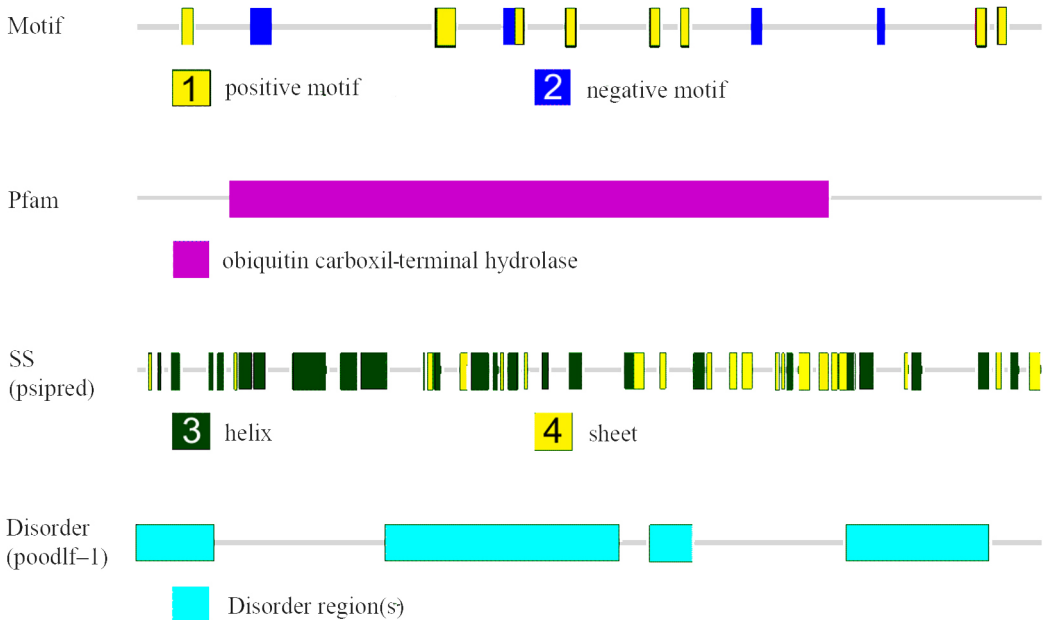 Motif
1 positive motif 2 negative motif
Pfam
obiquitin carboxil-terminal hydrolase
SS
(psipred)
3 helix 4 sheet
Disorder
(poodlf-1)
Disorder region(s)